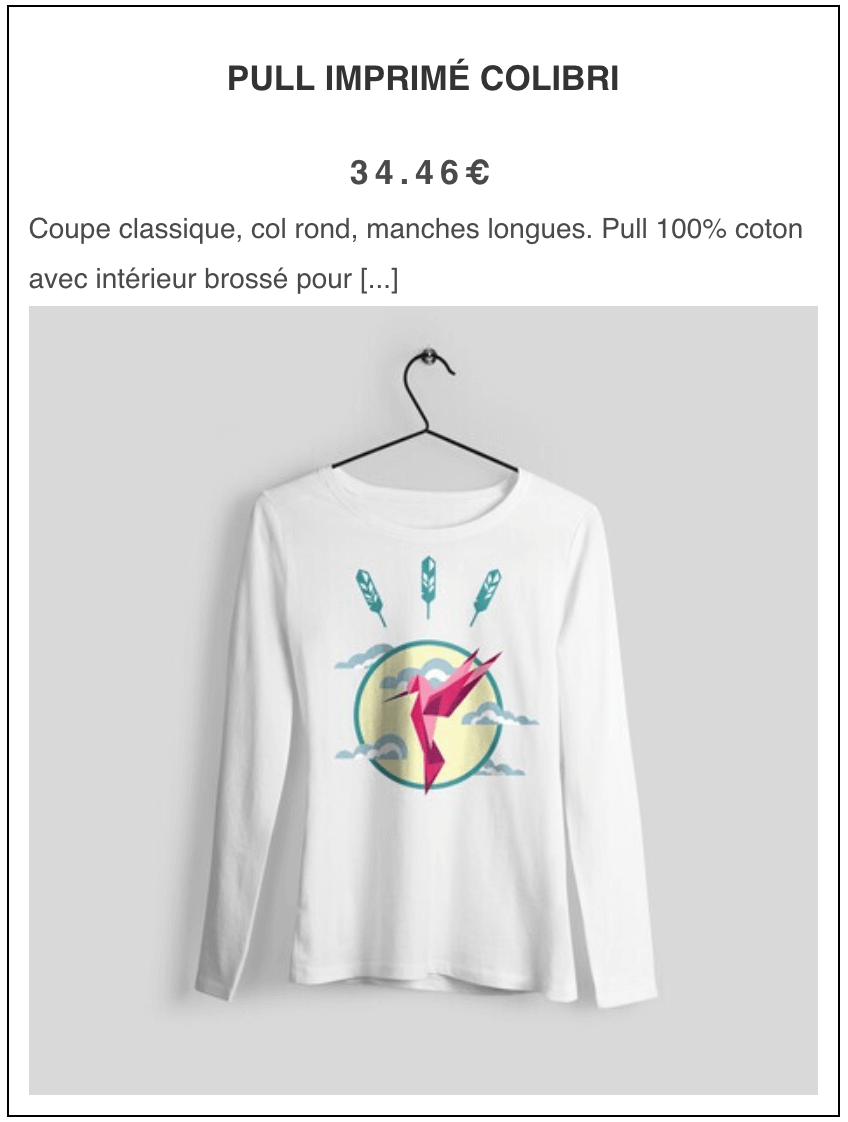 PULL IMPRIMÉ COLIBRI
34.46€
Coupe classique, col rond, manches longues. Pull 100% coton
avec intérieur brossé pour [...]